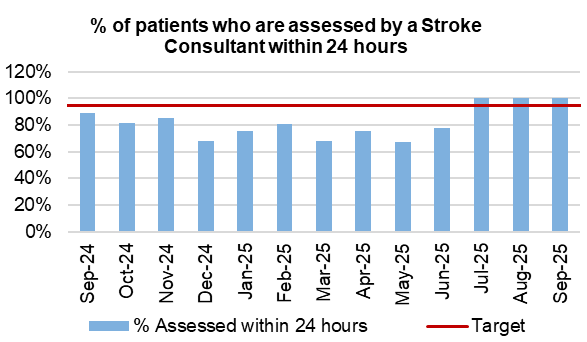 % of patients who are assessed by a Stroke
Consultant within 24 hours
120%
100%
80%
60%
40%
20%
0%
Sep-24
Oct-24
Nov-24
Dec-24
Jan-25
Feb-25
Mar-25
Apr-25
May-25
Jun-25
Jul-25
Aug-25
Sep-25
% Assessed within 24 hours
Target